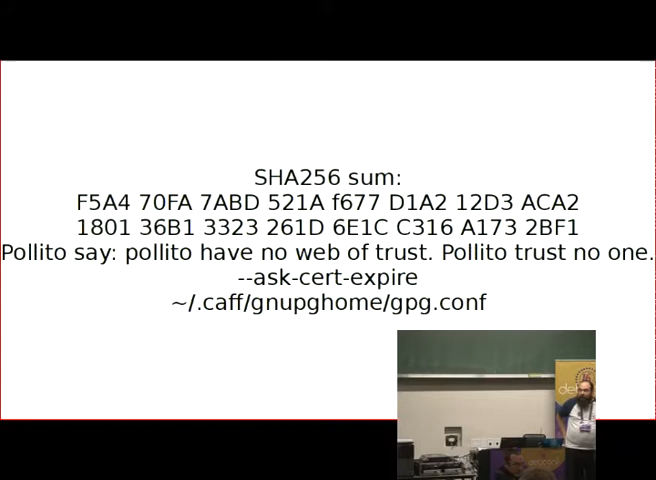 SHA256 sum:
F5A4 70FA 7ABD 521A f677 D1A2 12D3 ACA2
1801 36B1 3323 261D 6E1C C316 A173 2BF1
Pollito say: pollito have no web of trust. Pollito trust no one.
--ask-cert-expire
~/.caff/gnupghome/gpg.conf